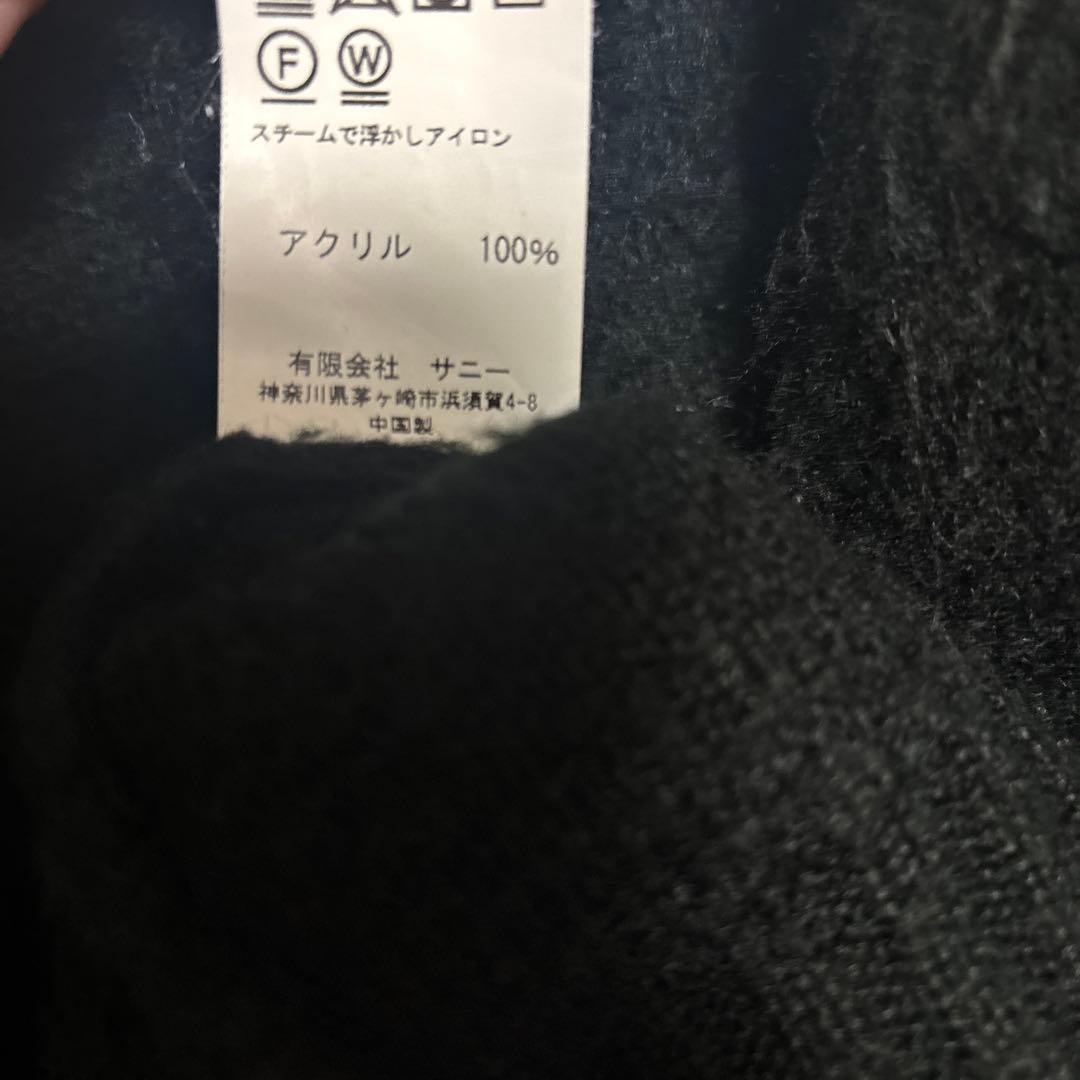 F W
スチームで浮かしアイロン
アクリル 100%
有限会社 サニー
神奈川県茅ヶ崎市浜須賀4-8
中国製